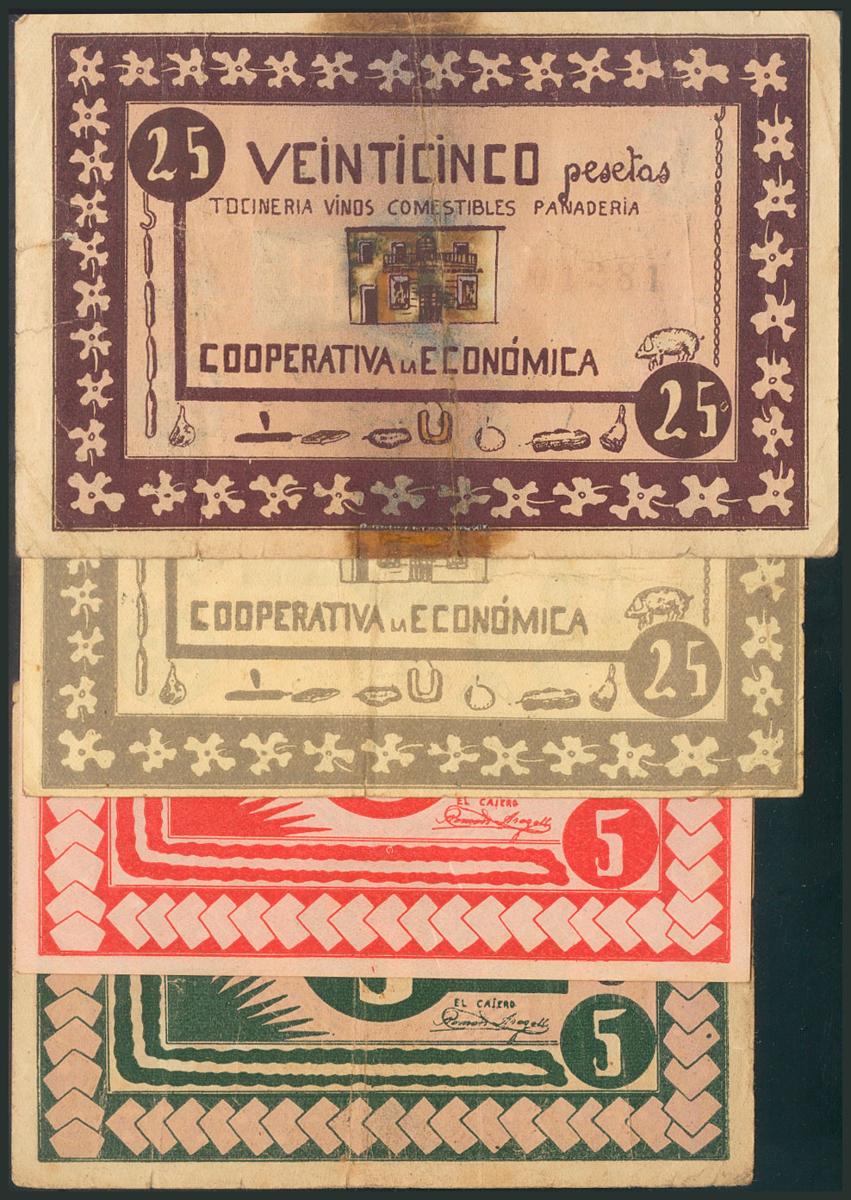 25
VEINTICINCO pesetas
TOCINERIA VINOS COMESTIBLES PANADERIA
COOPERATIVA LA ECONÓMICA
25
COOPERATIVA LA ECONÓMICA
25
EL CAJERO
5
EL CAJERO
5